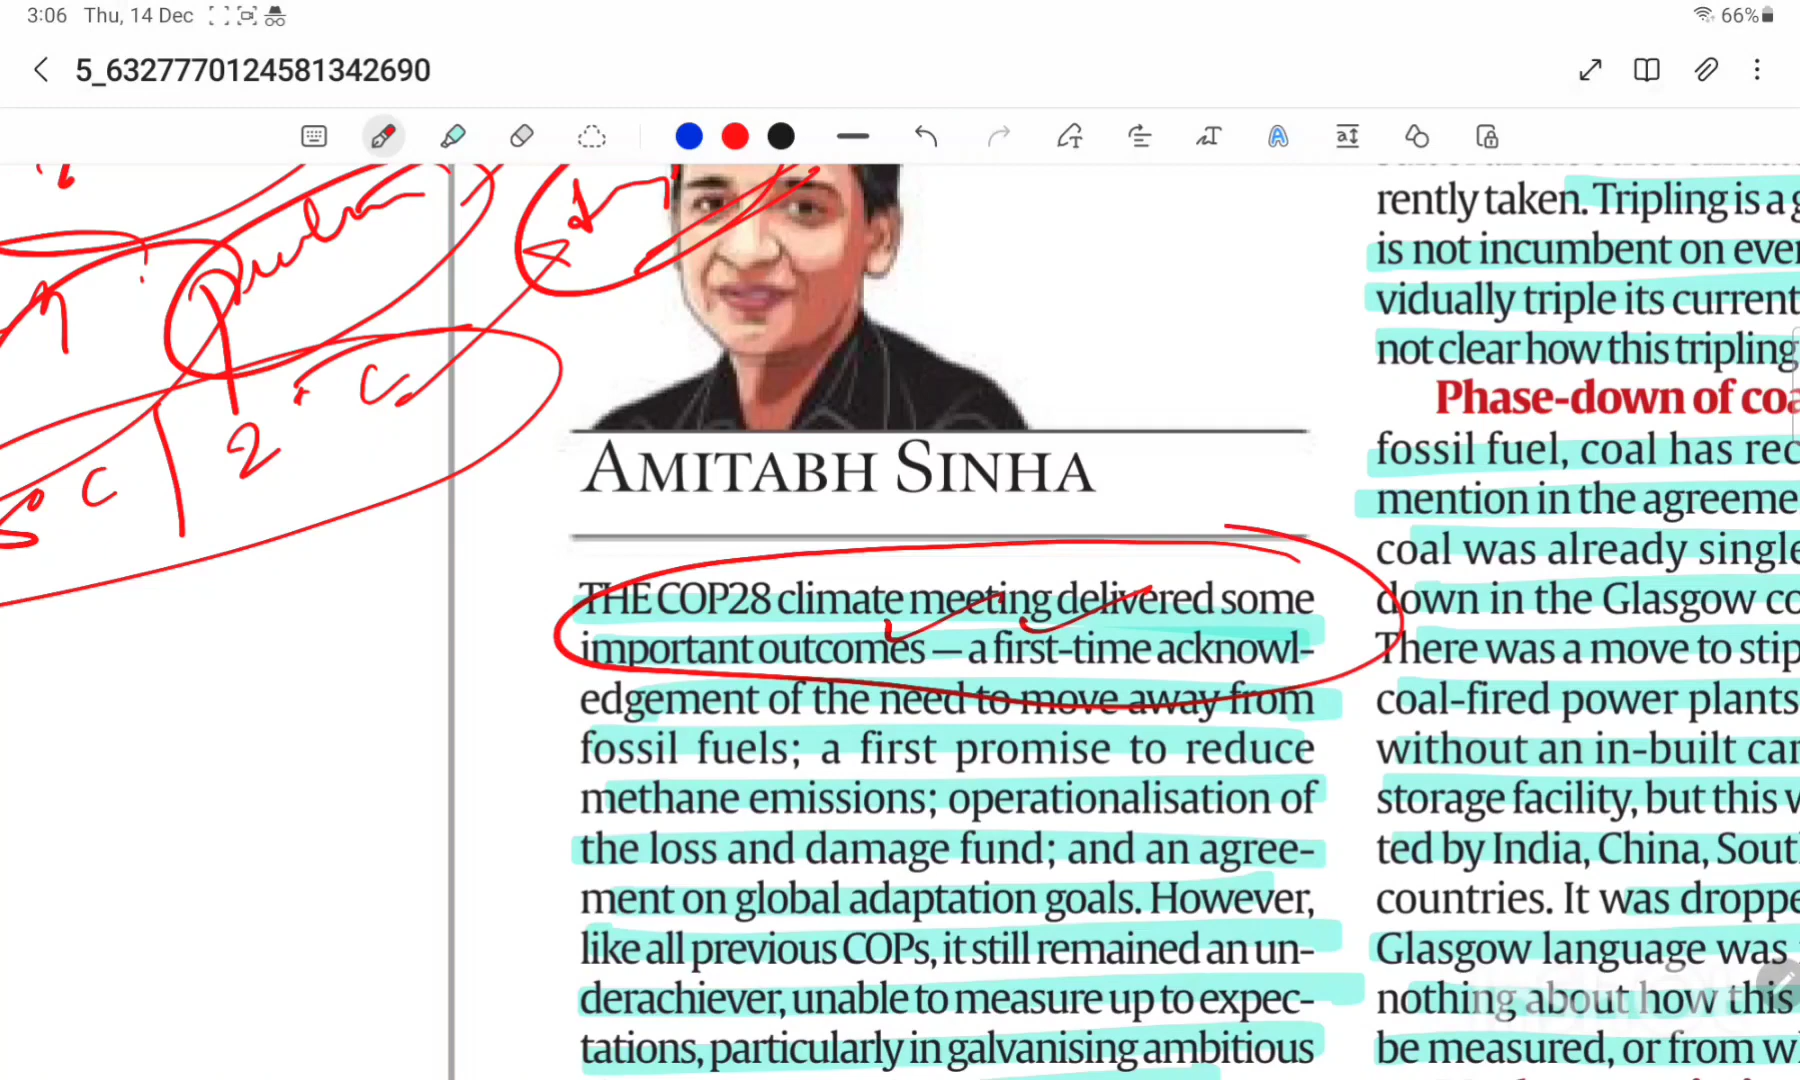 3:06 Thu, 14 Dec
66%
5_6327770124581342690
AMITABH SINHA
THE COP28 climate meeting delivered some
important outcomes — a first-time acknowl-
edgement of the need to move away from
fossil fuels; a first promise to reduce
methane emissions; operationalisation of
the loss and damage fund; and an agree-
ment on global adaptation goals. However,
like all previous COPs, it still remained an un-
derachiever, unable to measure up to expec-
tations, particularly in galvanising ambitious
rently taken. Tripling is a g
is not incumbent on ever
vidually triple its current
not clear how this tripling
Phase-down of coa
fossil fuel, coal has rec
mention in the agreeme
coal was already single
down in the Glasgow co
There was a move to stip
coal-fired power plants
without an in-built car
storage facility, but this w
ted by India, China, Sout
countries. It was droppe
Glasgow language was
nothing about how this
be measured, or from w
5°C
2°C